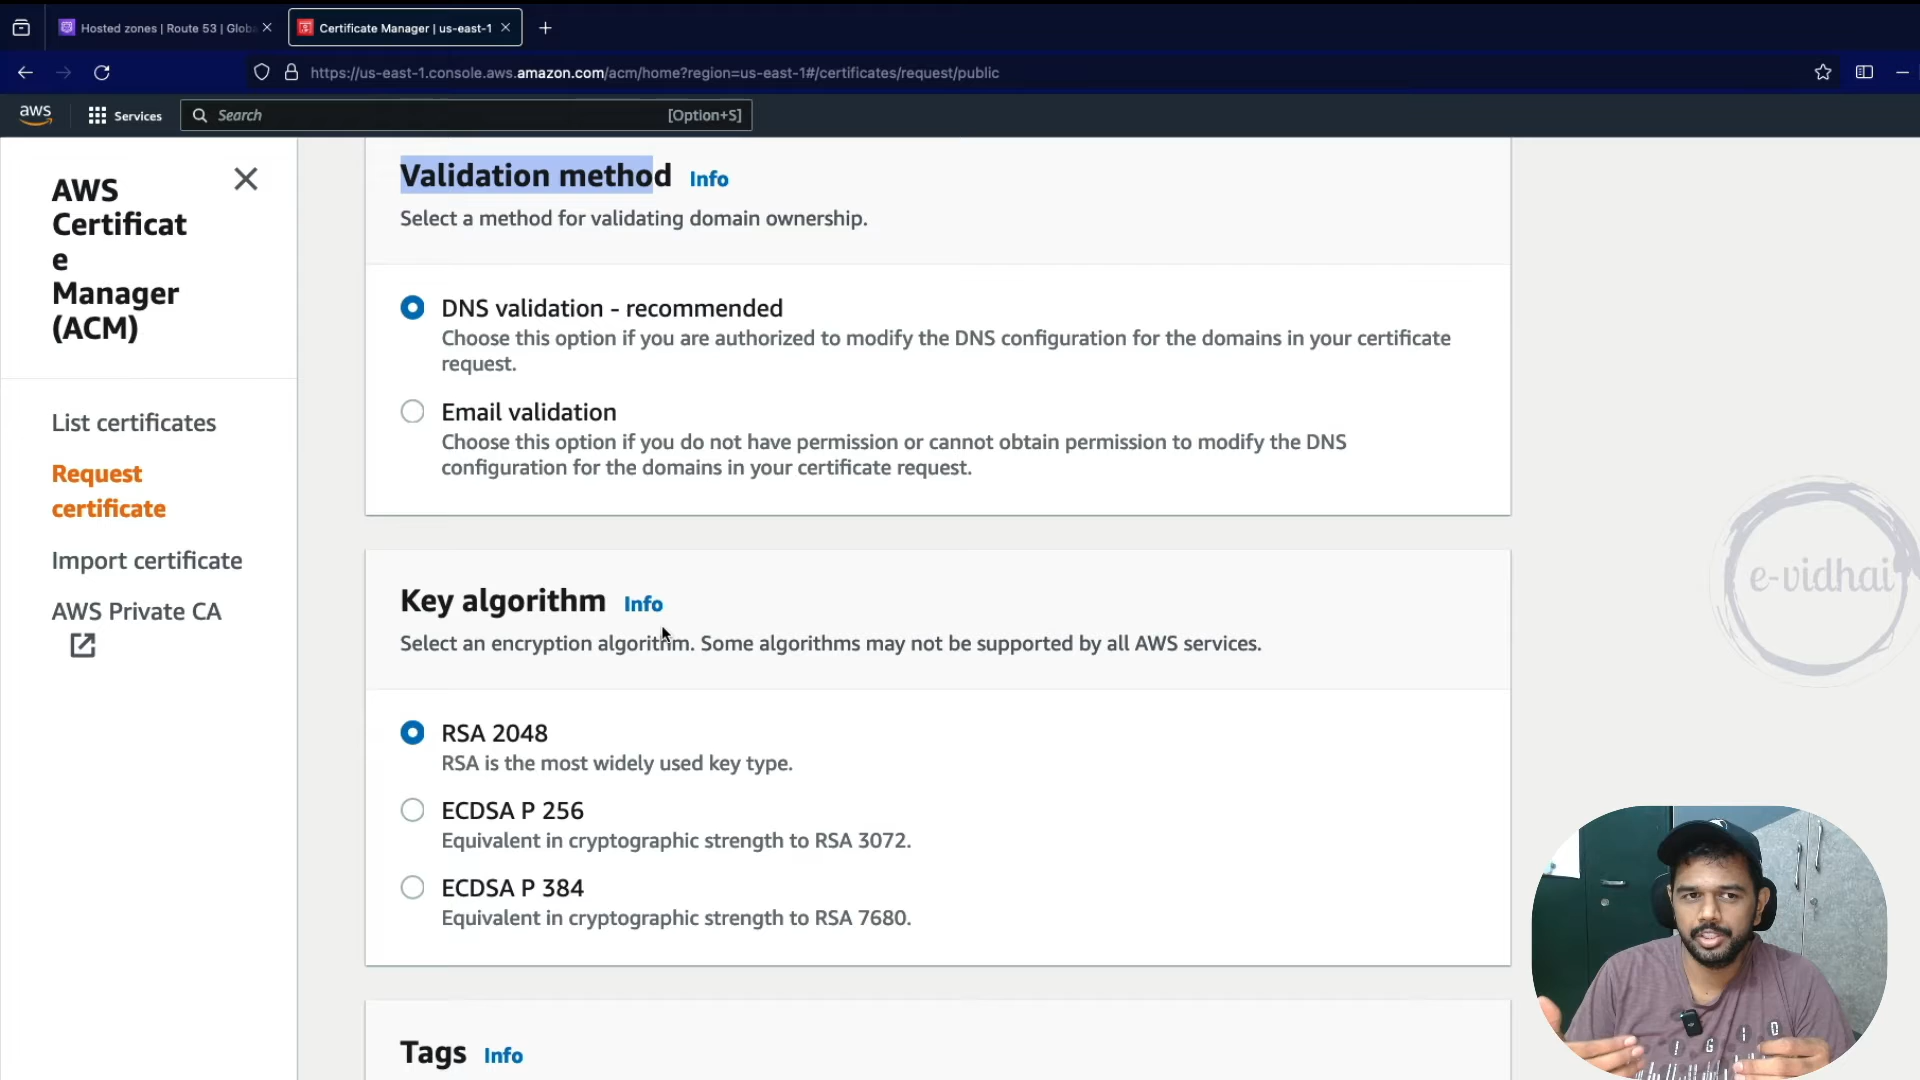 Hosted zones | Route 53 | Globa
Certificate Manager | us-east-1
https://us-east-1.console.aws.amazon.com/acm/home?region=us-east-1#/certificates/request/public
aws
Services
Search
[Option+S]
AWS
Certificat
e
Manager
(ACM)
List certificates
Request
certificate
Import certificate
AWS Private CA
Validation method Info
Select a method for validating domain ownership.
DNS validation - recommended
Choose this option if you are authorized to modify the DNS configuration for the domains in your certificate
request.
Email validation
Choose this option if you do not have permission or cannot obtain permission to modify the DNS
configuration for the domains in your certificate request.
Key algorithm Info
Select an encryption algorithm. Some algorithms may not be supported by all AWS services.
RSA 2048
RSA is the most widely used key type.
ECDSA P 256
Equivalent in cryptographic strength to RSA 3072.
ECDSA P 384
Equivalent in cryptographic strength to RSA 7680.
Tags Info
e-vidhai